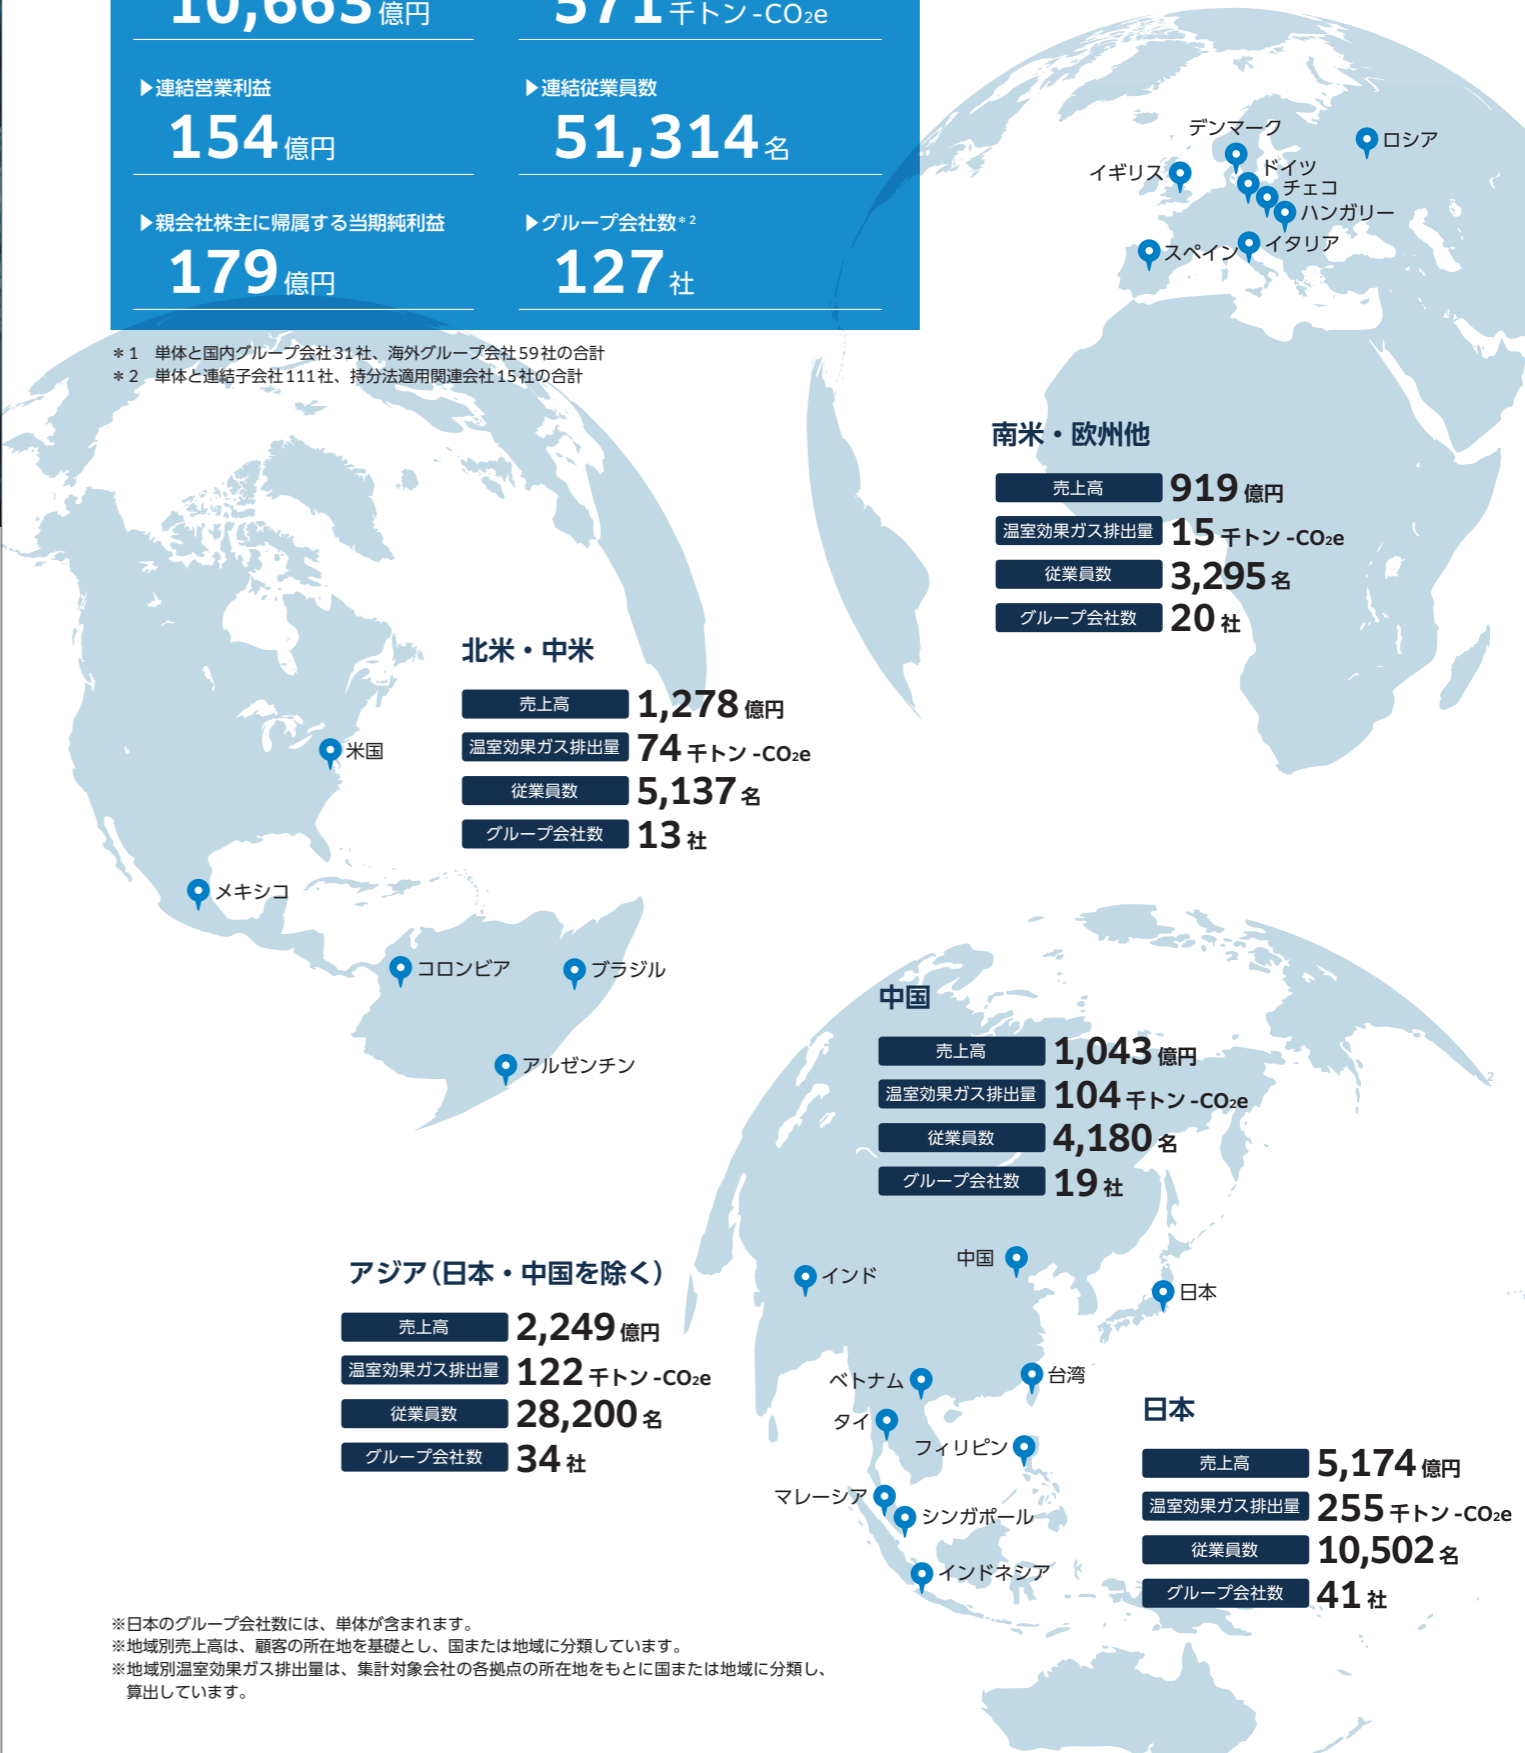 10,663億円
571千トン-CO₂e
▶連結営業利益
154億円
▶連結従業員数
51,314名
▶親会社株主に帰属する当期純利益
179億円
▶グループ会社数＊2
127社
＊1　単体と国内グループ会社31社、海外グループ会社59社の合計
＊2　単体と連結子会社111社、持分法適用関連会社15社の合計
デンマーク
ロシア
イギリス
ドイツ
チェコ
ハンガリー
スペイン
イタリア
南米・欧州他
売上高 919億円
温室効果ガス排出量 15千トン-CO₂e
従業員数 3,295名
グループ会社数 20社
北米・中米
売上高 1,278億円
温室効果ガス排出量 74千トン-CO₂e
従業員数 5,137名
グループ会社数 13社
米国
メキシコ
コロンビア
ブラジル
アルゼンチン
中国
売上高 1,043億円
温室効果ガス排出量 104千トン-CO₂e
従業員数 4,180名
グループ会社数 19社
2
アジア（日本・中国を除く）
売上高 2,249億円
温室効果ガス排出量 122千トン-CO₂e
従業員数 28,200名
グループ会社数 34社
インド
中国
日本
ベトナム
台湾
タイ
フィリピン
マレーシア
シンガポール
インドネシア
日本
売上高 5,174億円
温室効果ガス排出量 255千トン-CO₂e
従業員数 10,502名
グループ会社数 41社
※日本のグループ会社数には、単体が含まれます。
※地域別売上高は、顧客の所在地を基礎とし、国または地域に分類しています。
※地域別温室効果ガス排出量は、集計対象会社の各拠点の所在地をもとに国または地域に分類し、
算出しています。